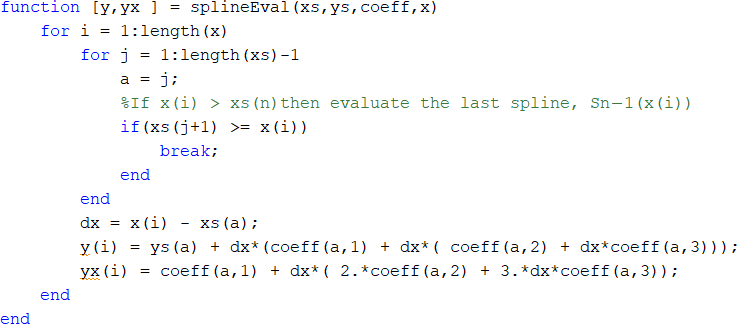 function [y,yx ] = splineEval(xs,ys,coeff,x)
    for i = 1:length(x)
        for j = 1:length(xs)-1
            a = j;
            %If x(i) > xs(n)then evaluate the last spline, Sn−1(x(i))
            if(xs(j+1) >= x(i))
                break;
            end
        end
        dx = x(i) - xs(a);
        y(i) = ys(a) + dx*(coeff(a,1) + dx*( coeff(a,2) + dx*coeff(a,3)));
        yx(i) = coeff(a,1) + dx*( 2.*coeff(a,2) + 3.*dx*coeff(a,3));
    end
end